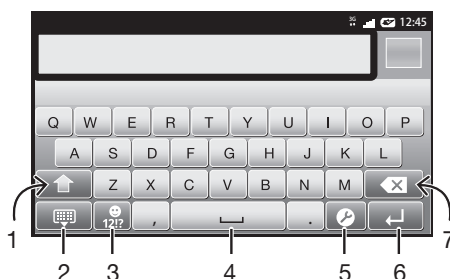 3G 12:45
Q W E R T Y U I O P
A S D F G H J K L
Z X C V B N M
12!? , .
1 7
2 3 4 5 6